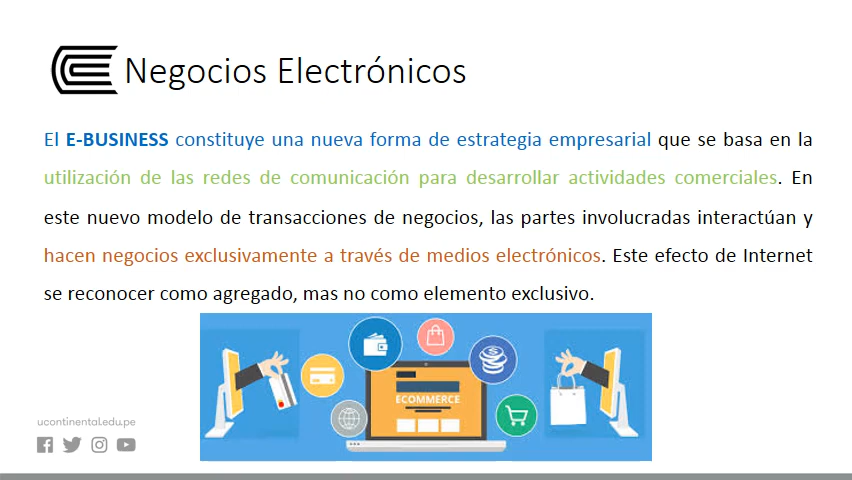 Negocios Electrónicos
El E-BUSINESS constituye una nueva forma de estrategia empresarial que se basa en la
utilización de las redes de comunicación para desarrollar actividades comerciales. En
este nuevo modelo de transacciones de negocios, las partes involucradas interactúan y
hacen negocios exclusivamente a través de medios electrónicos. Este efecto de Internet
se reconocer como agregado, mas no como elemento exclusivo.
ECOMMERCE
ucontinental.edu.pe